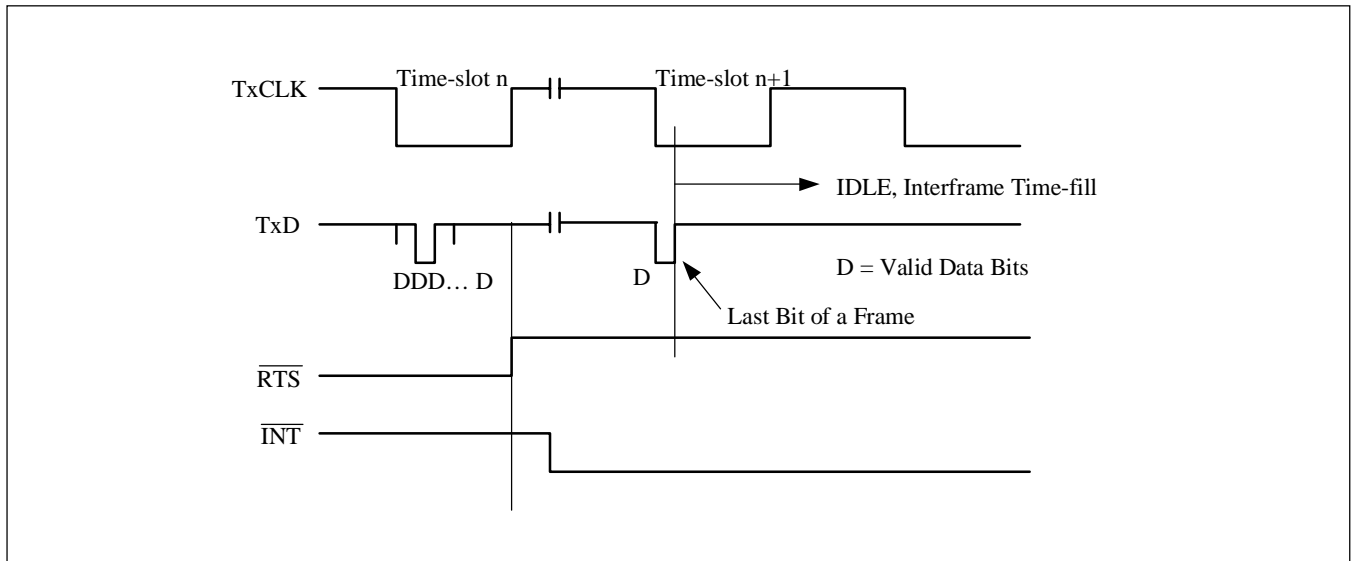 Time-slot n
Time-slot n+1
TxCLK
IDLE, Interframe Time-fill
TxD
DDD… D
D
D = Valid Data Bits
Last Bit of a Frame
RTS
INT